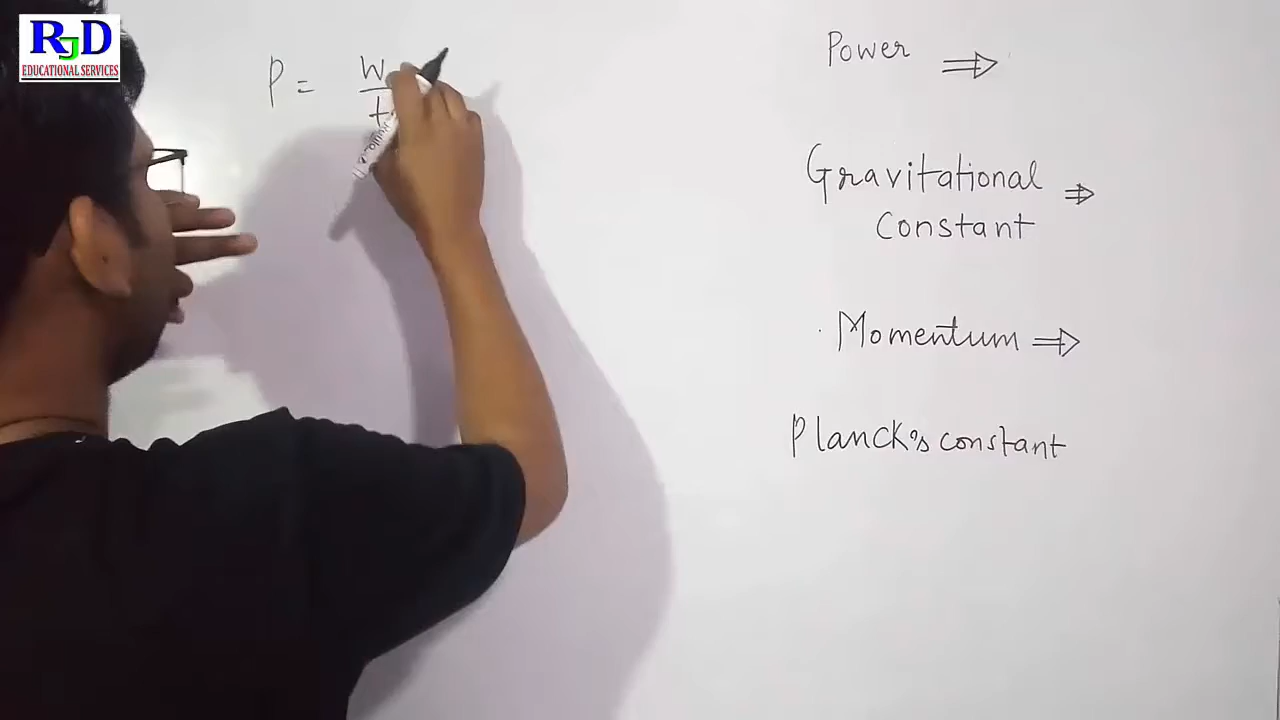 RJD
EDUCATIONAL SERVICES
P = W/t
Power ⇒
Gravitational ⇒
Constant
Momentum ⇒
Planck's constant